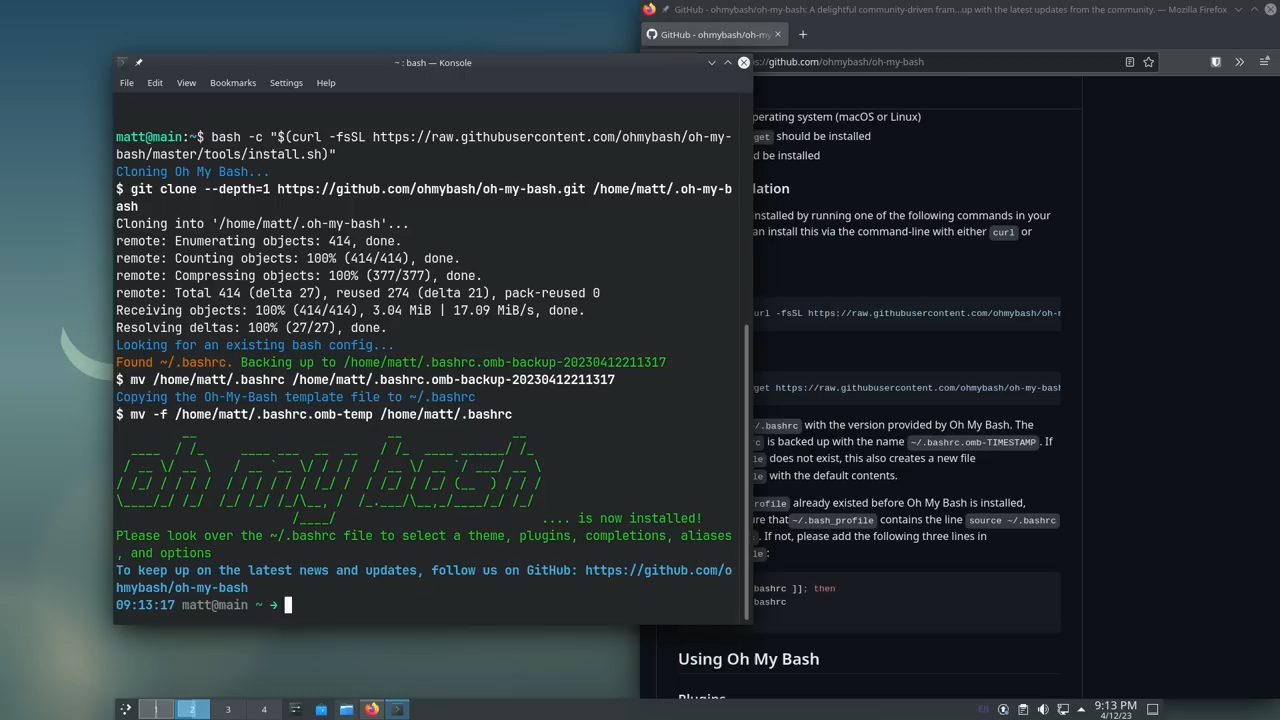 GitHub - ohmybash/oh-my-bash: A delightful community-driven fram…up with the latest updates from the community. — Mozilla Firefox
GitHub - ohmybash/oh-my
s://github.com/ohmybash/oh-my-bash
~ : bash — Konsole
File Edit View Bookmarks Settings Help
matt@main:~$ bash -c "$(curl -fsSL https://raw.githubusercontent.com/ohmybash/oh-my-
bash/master/tools/install.sh)"
Cloning Oh My Bash...
$ git clone --depth=1 https://github.com/ohmybash/oh-my-bash.git /home/matt/.oh-my-b
ash
Cloning into '/home/matt/.oh-my-bash'...
remote: Enumerating objects: 414, done.
remote: Counting objects: 100% (414/414), done.
remote: Compressing objects: 100% (377/377), done.
remote: Total 414 (delta 27), reused 274 (delta 21), pack-reused 0
Receiving objects: 100% (414/414), 3.04 MiB | 17.09 MiB/s, done.
Resolving deltas: 100% (27/27), done.
Looking for an existing bash config...
Found ~/.bashrc. Backing up to /home/matt/.bashrc.omb-backup-20230412211317
$ mv /home/matt/.bashrc /home/matt/.bashrc.omb-backup-20230412211317
Copying the Oh-My-Bash template file to ~/.bashrc
$ mv -f /home/matt/.bashrc.omb-temp /home/matt/.bashrc
oh my bash
.... is now installed!
Please look over the ~/.bashrc file to select a theme, plugins, completions, aliases
, and options
To keep up on the latest news and updates, follow us on GitHub: https://github.com/o
hmybash/oh-my-bash
09:13:17 matt@main ~ →
perating system (macOS or Linux)
get should be installed
d be installed
lation
installed by running one of the following commands in your
an install this via the command-line with either curl or
curl -fsSL https://raw.githubusercontent.com/ohmybash/oh-m
get https://raw.githubusercontent.com/ohmybash/oh-my-bash
~/.bashrc with the version provided by Oh My Bash. The
rc is backed up with the name ~/.bashrc.omb-TIMESTAMP. If
le does not exist, this also creates a new file
le with the default contents.
profile already existed before Oh My Bash is installed,
ure that ~/.bash_profile contains the line source ~/.bashrc
. If not, please add the following three lines in
le:
bashrc ]]; then
bashrc
Using Oh My Bash
Plugins
1 2 3 4
EN
9:13 PM
4/12/23